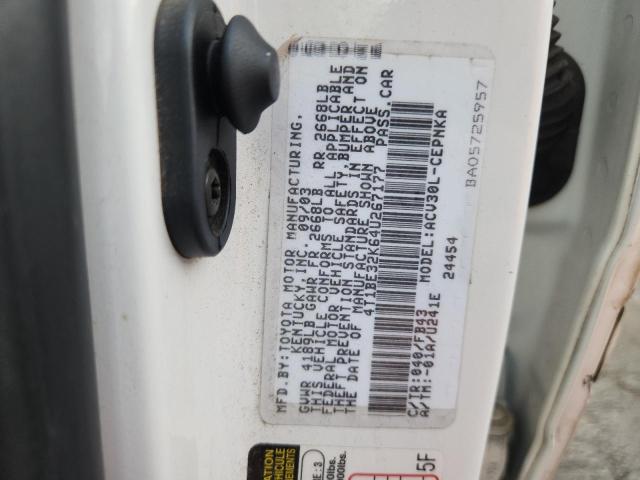 MFD.BY:TOYOTA MOTOR MANUFACTURING,
KENTUCKY, INC. 09/03
GVWR 4189LB GAWR FR 2668LB RR 2668LB
THIS VEHICLE CONFORMS TO ALL APPLICABLE
FEDERAL MOTOR VEHICLE SAFETY, BUMPER AND
THEFT PREVENTION STANDARDS IN EFFECT ON
THE DATE OF MANUFACTURE SHOWN ABOVE.
4T1BE32K64U267177 PASS.CAR
C/TR:040/FB43 MODEL:ACV30L-CEPNKA
A/TM:-01A/U241E 24454
BA05725957
5F